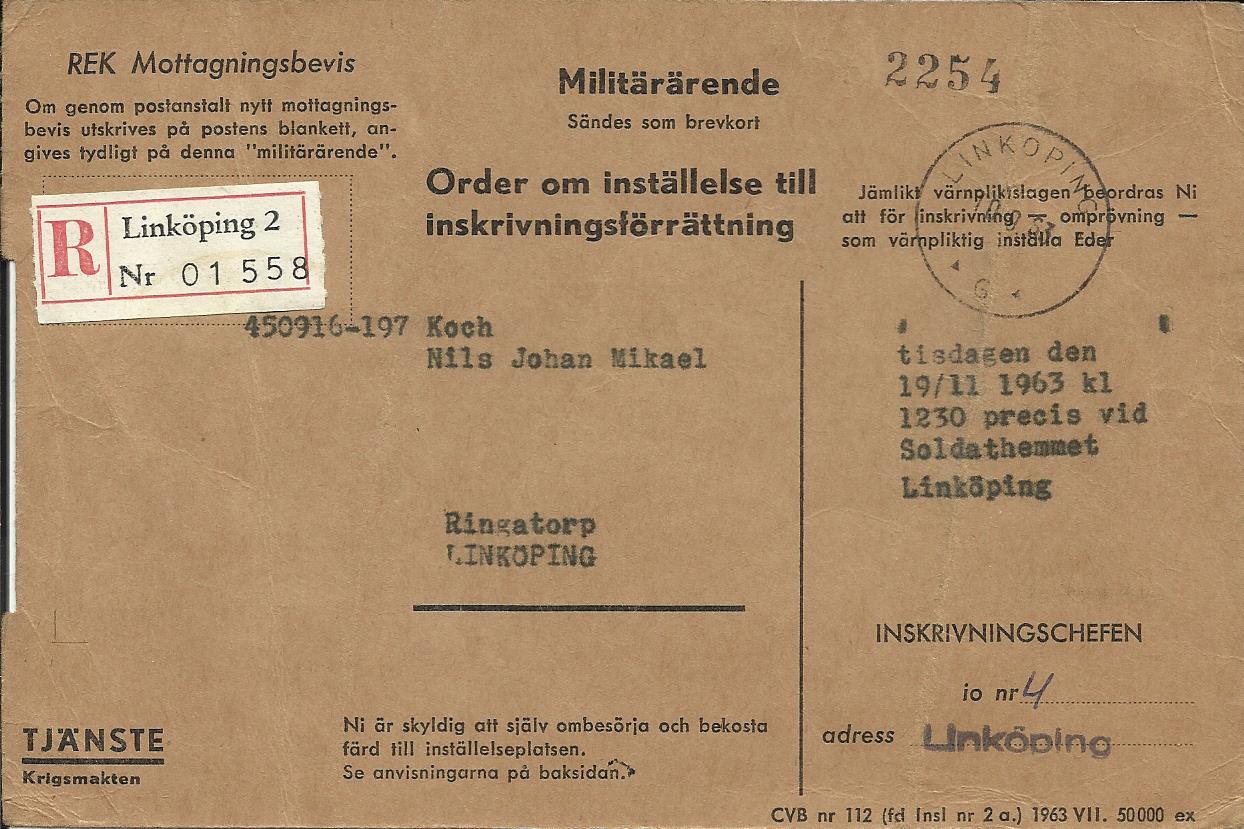 REK Mottagningsbevis
Om genom postanstalt nytt mottagnings-
bevis utskrives på postens blankett, an-
gives tydligt på denna "militärärende".
R
Linköping 2
Nr 01 558
Militärärende
Sändes som brevkort
Order om inställelse till
inskrivningsförrättning
2254
LINKÖPING
6
Jämlikt värnpliktslagen beordras Ni
att för inskrivning — omprövning —
som värnpliktig inställa Eder
450916-197 Koch
Nils Johan Mikael
Ringatorp
LINKÖPING
tisdagen den
19/11 1963 kl
1230 precis vid
Soldathemmet
Linköping
INSKRIVNINGSCHEFEN
io nr 4
adress Linköping
TJÄNSTE
Krigsmakten
Ni är skyldig att själv ombesörja och bekosta
färd till inställelseplatsen.
Se anvisningarna på baksidan.
CVB nr 112 (fd Insl nr 2 a.) 1963 VII. 50000 ex